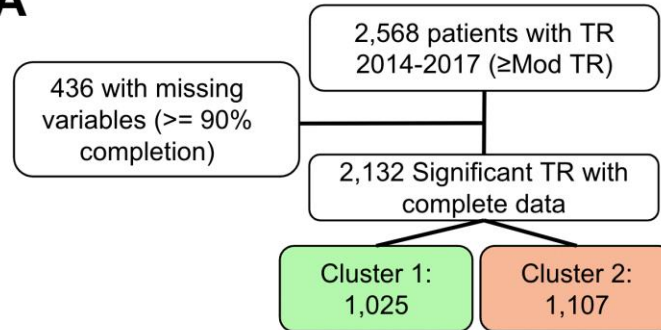 A
2,568 patients with TR
2014-2017 (≥Mod TR)
436 with missing
variables (>= 90%
completion)
2,132 Significant TR with
complete data
Cluster 1:
1,025
Cluster 2:
1,107